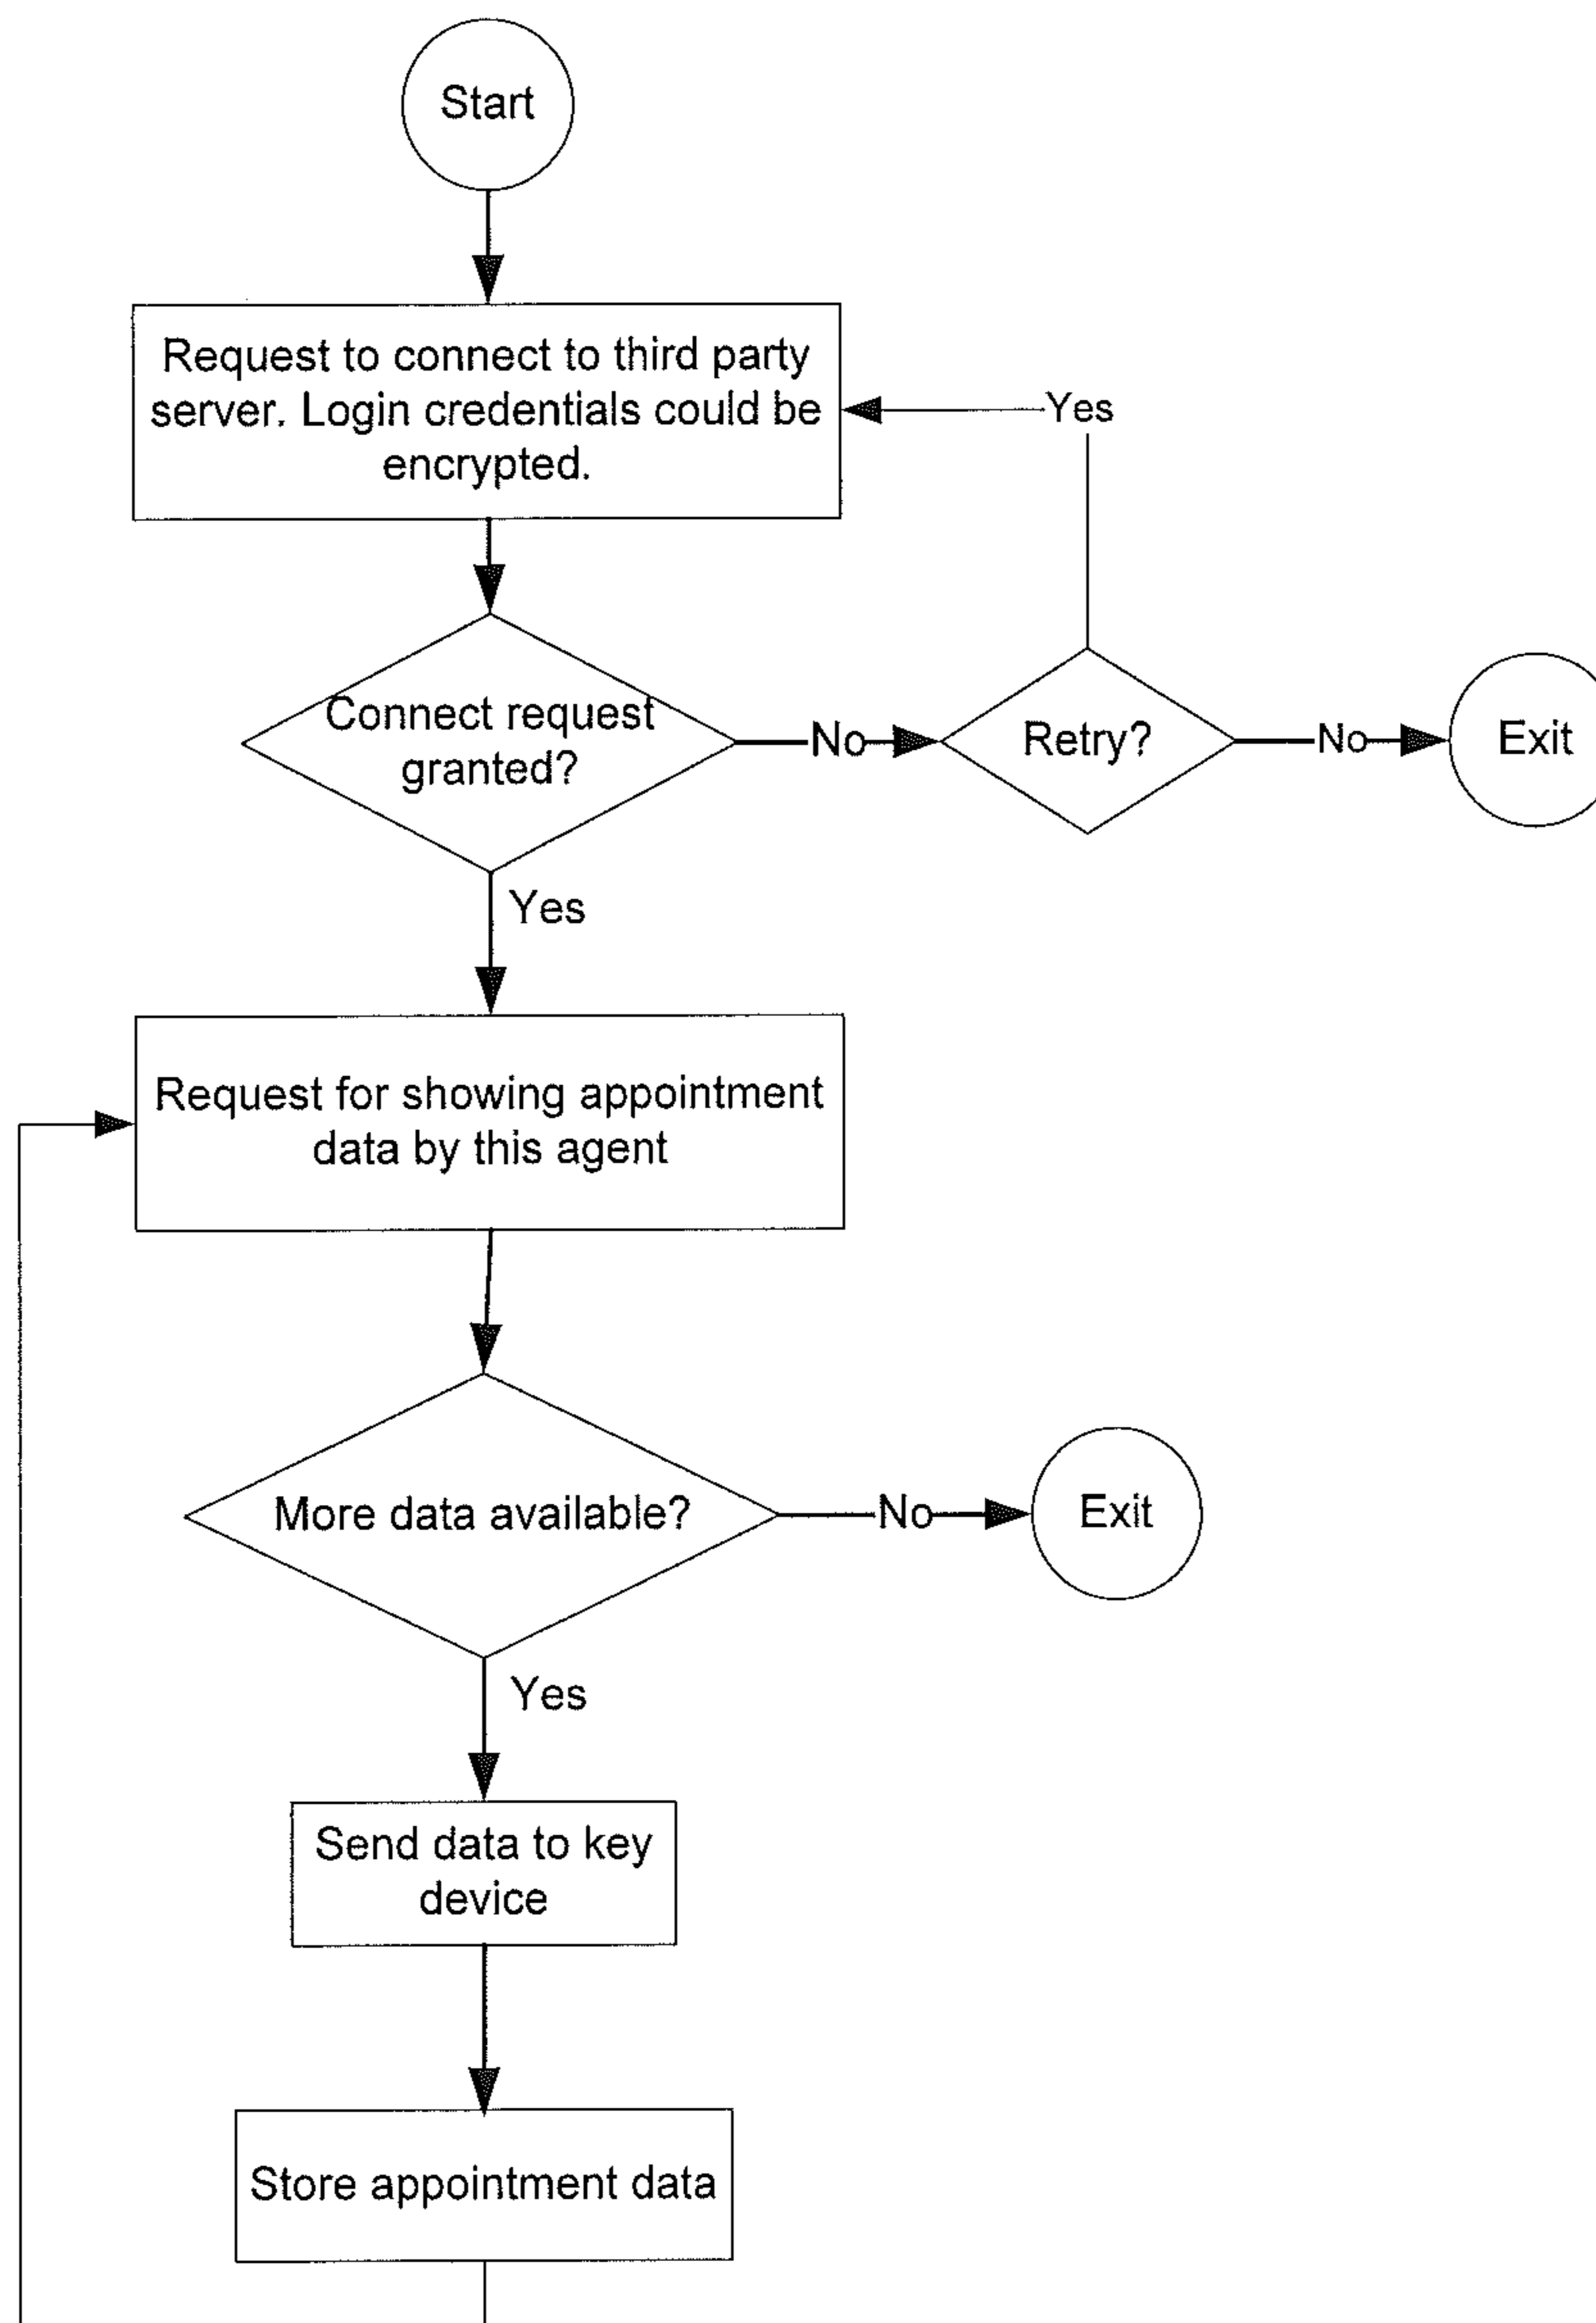 Start
Request to connect to third party
server. Login credentials could be
encrypted.
Yes
Connect request
granted?
No
Retry?
No
Exit
Yes
Request for showing appointment
data by this agent
More data available?
No
Exit
Yes
Send data to key
device
Store appointment data